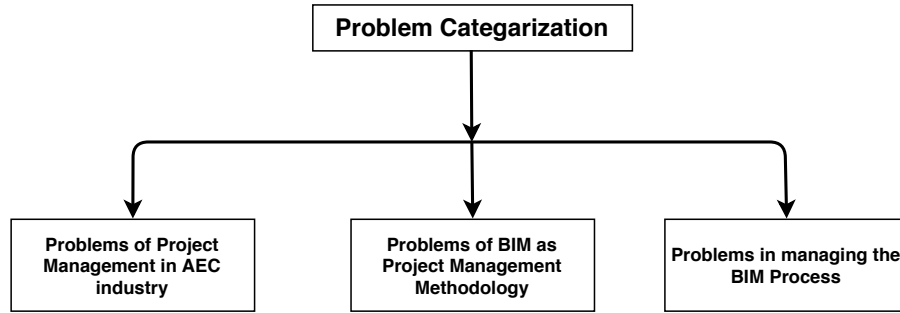 Problem Categarization
Problems of Project
Management in AEC
industry
Problems of BIM as
Project Management
Methodology
Problems in managing the
BIM Process